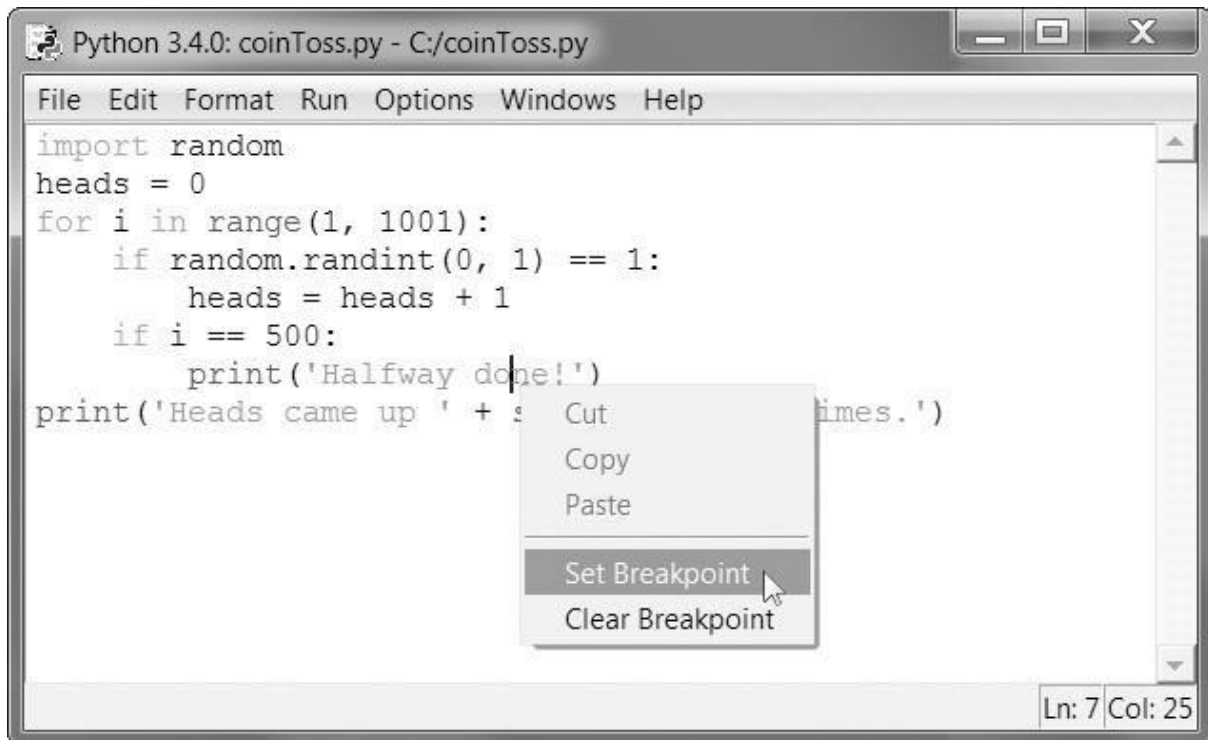 Python 3.4.0: coinToss.py - C:/coinToss.py
File Edit Format Run Options Windows Help
import random
heads = 0
for i in range(1, 1001):
    if random.randint(0, 1) == 1:
        heads = heads + 1
    if i == 500:
        print('Halfway done!')
print('Heads came up ' + imes.')
Cut
Copy
Paste
Set Breakpoint
Clear Breakpoint
Ln: 7 Col: 25